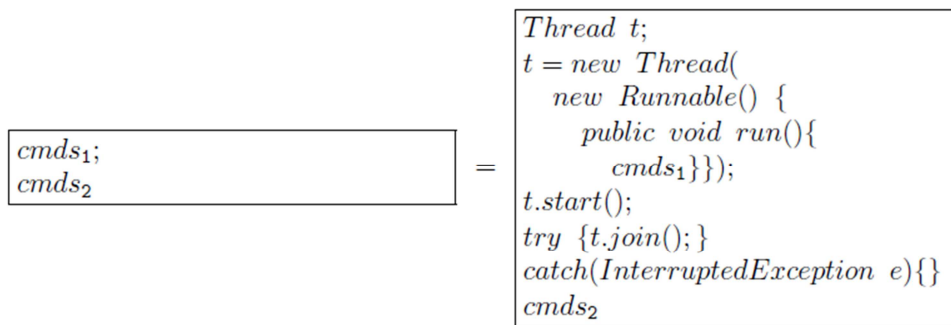 cmds₁;
cmds₂
=
Thread t;
t = new Thread(
new Runnable() {
public void run(){
cmds₁}});
t.start();
try {t.join();}
catch(InterruptedException e){}
cmds₂